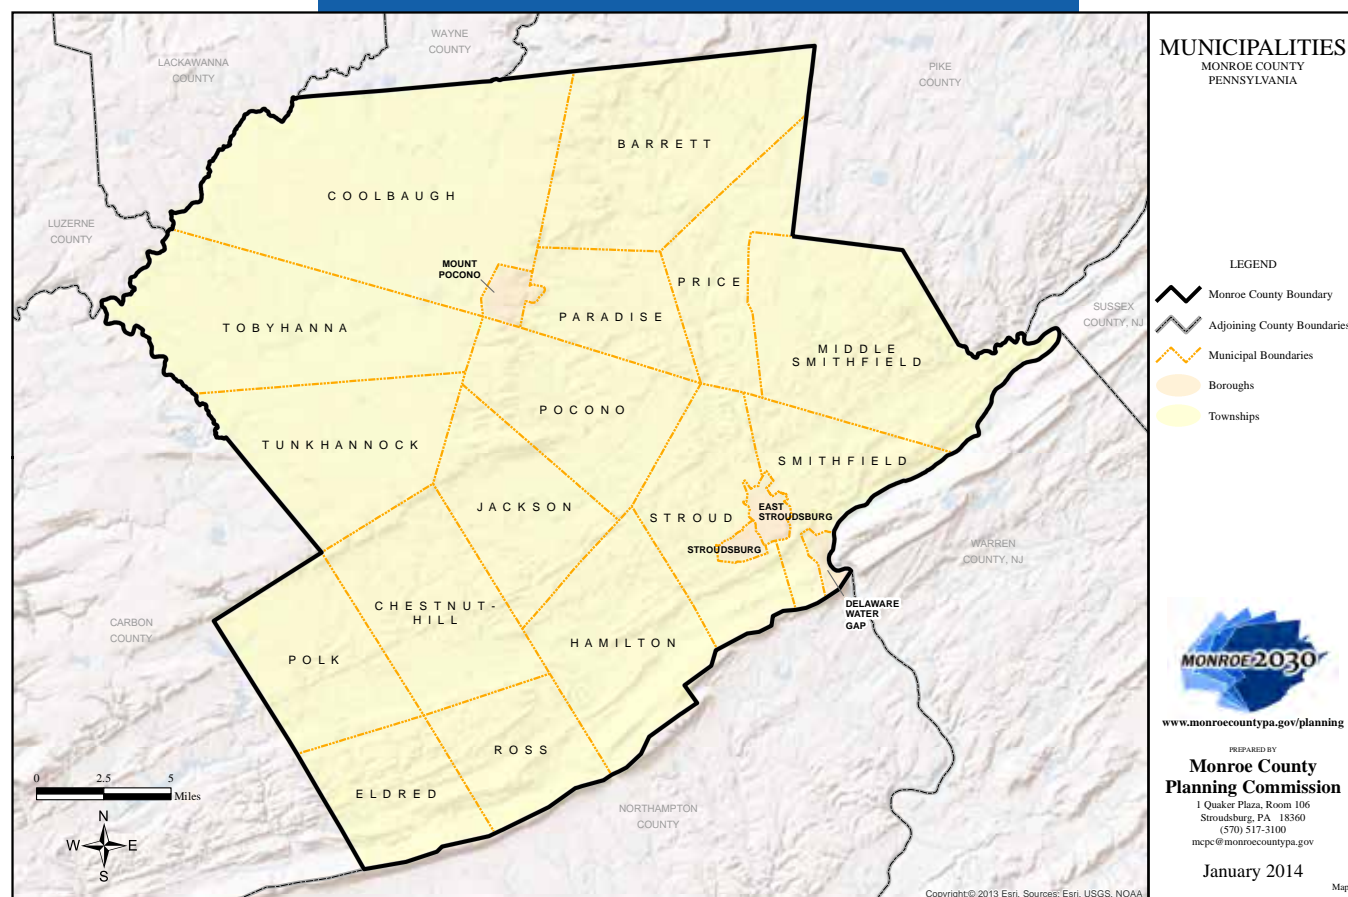 WAYNE
COUNTY
LACKAWANNA
COUNTY
PIKE
COUNTY
BARRETT
COOLBAUGH
LUZERNE
COUNTY
MOUNT
POCONO
PRICE
PARADISE
TOBYHANNA
SUSSEX
COUNTY, NJ
MIDDLE
SMITHFIELD
POCONO
TUNKHANNOCK
SMITHFIELD
JACKSON
STROUD
EAST
STROUDSBURG
STROUDSBURG
WARREN
COUNTY, NJ
CHESTNUT-
HILL
DELAWARE
WATER
GAP
CARBON
COUNTY
HAMILTON
POLK
ROSS
ELDRED
NORTHAMPTON
COUNTY
0 2.5 5
Miles
N
W E
S
Copyright:© 2013 Esri, Sources: Esri, USGS, NOAA
MUNICIPALITIES
MONROE COUNTY
PENNSYLVANIA
LEGEND
Monroe County Boundary
Adjoining County Boundaries
Municipal Boundaries
Boroughs
Townships
MONROE 2030
www.monroecountypa.gov/planning
PREPARED BY
Monroe County
Planning Commission
1 Quaker Plaza, Room 106
Stroudsburg, PA 18360
(570) 517-3100
mcpc@monroecountypa.gov
January 2014
Map